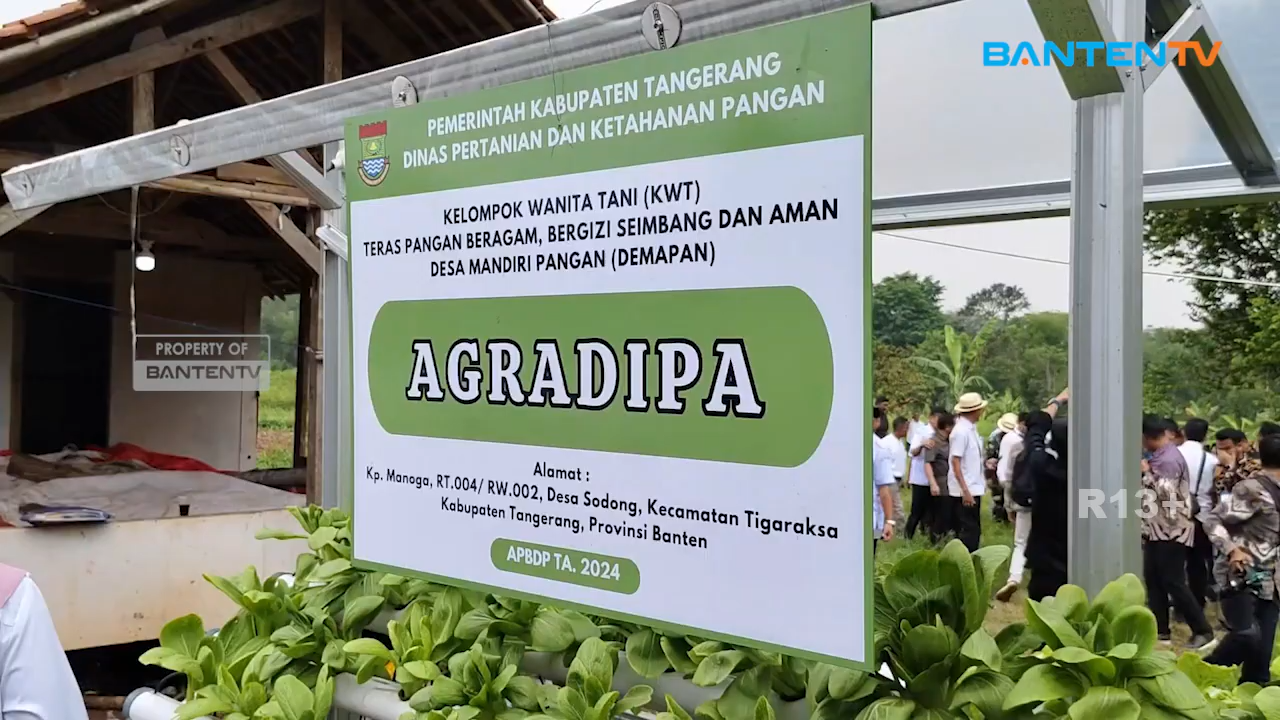 BANTENTV
PEMERINTAH KABUPATEN TANGERANG
DINAS PERTANIAN DAN KETAHANAN PANGAN
KELOMPOK WANITA TANI (KWT)
TERAS PANGAN BERAGAM, BERGIZI SEIMBANG DAN AMAN
DESA MANDIRI PANGAN (DEMAPAN)
AGRADIPA
Alamat :
Kp. Manoga, RT.004/ RW.002, Desa Sodong, Kecamatan Tigaraksa
Kabupaten Tangerang, Provinsi Banten
APBDP TA. 2024
PROPERTY OF
BANTENTV
R13+